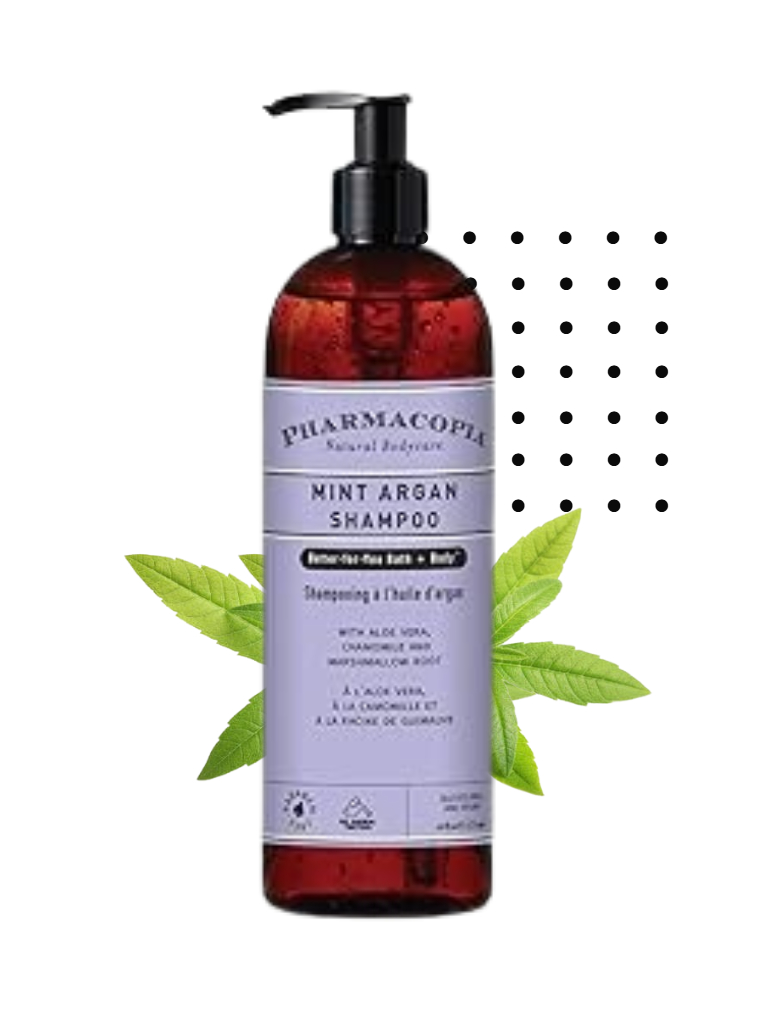 PHARMACOPIA
Natural Bodycare
MINT ARGAN
SHAMPOO
Better-for-You Bath + Body™
Shampooing à l'huile d'argan
WITH ALOE VERA,
CHAMOMILE AND
MARSHMALLOW ROOT
À L'ALOE VERA,
À LA CAMOMILLE ET
À LA RACINE DE GUIMAUVE